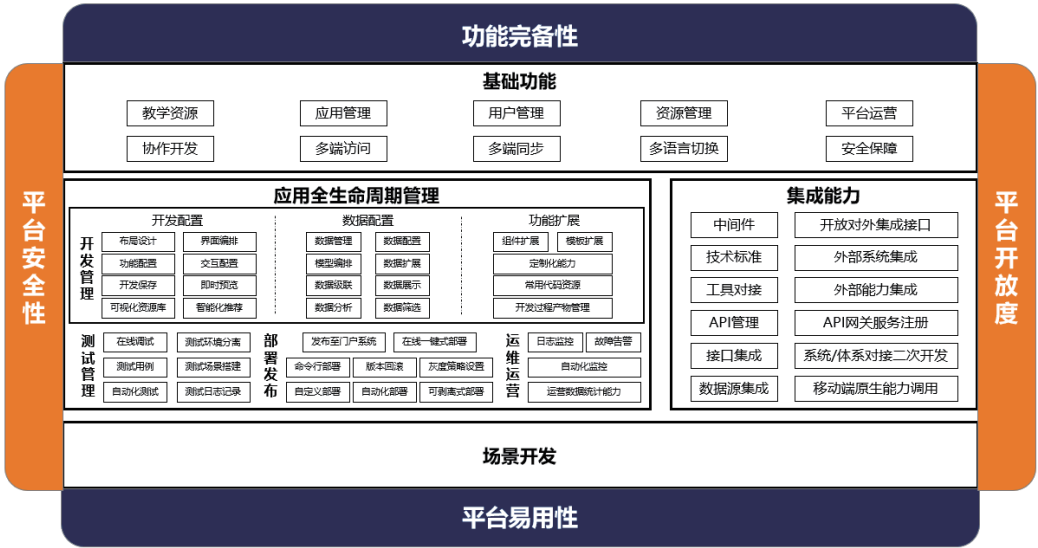 功能完备性
平台安全性
平台开放度
基础功能
教学资源 应用管理 用户管理 资源管理 平台运营
协作开发 多端访问 多端同步 多语言切换 安全保障
应用全生命周期管理
开发管理
开发配置 数据配置 功能扩展
布局设计 界面编排 数据管理 数据配置 组件扩展 模板扩展
功能配置 交互配置 模型编排 数据扩展 定制化能力
开发保存 即时预览 数据级联 数据展示 常用代码资源
可视化资源库 智能化推荐 数据分析 数据筛选 开发过程产物管理
测试管理
在线调试 测试环境分离
测试用例 测试场景搭建
自动化测试 测试日志记录
部署发布
发布至门户系统 在线一键式部署
命令行部署 版本回滚 灰度策略设置
自定义部署 自动化部署 可剥离式部署
运维运营
日志监控 故障告警
自动化监控
运营数据统计能力
集成能力
中间件 开放对外集成接口
技术标准 外部系统集成
工具对接 外部能力集成
API管理 API网关服务注册
接口集成 系统/体系对接二次开发
数据源集成 移动端原生能力调用
场景开发
平台易用性